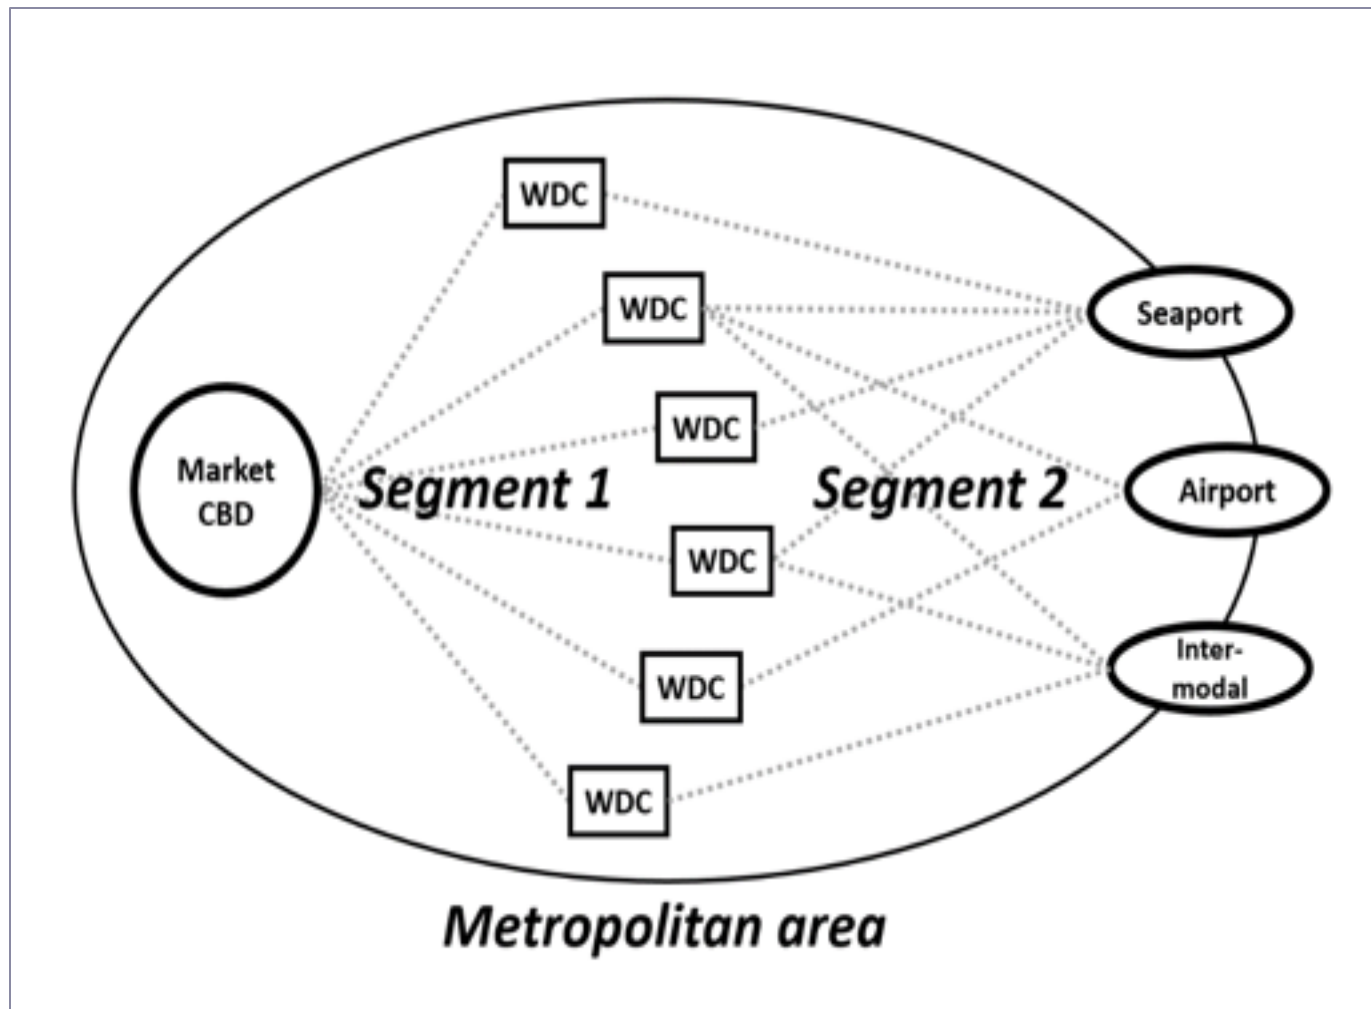 WDC
WDC
Seaport
WDC
Market
CBD
Segment 1
Segment 2
Airport
WDC
Inter-
modal
WDC
WDC
Metropolitan area